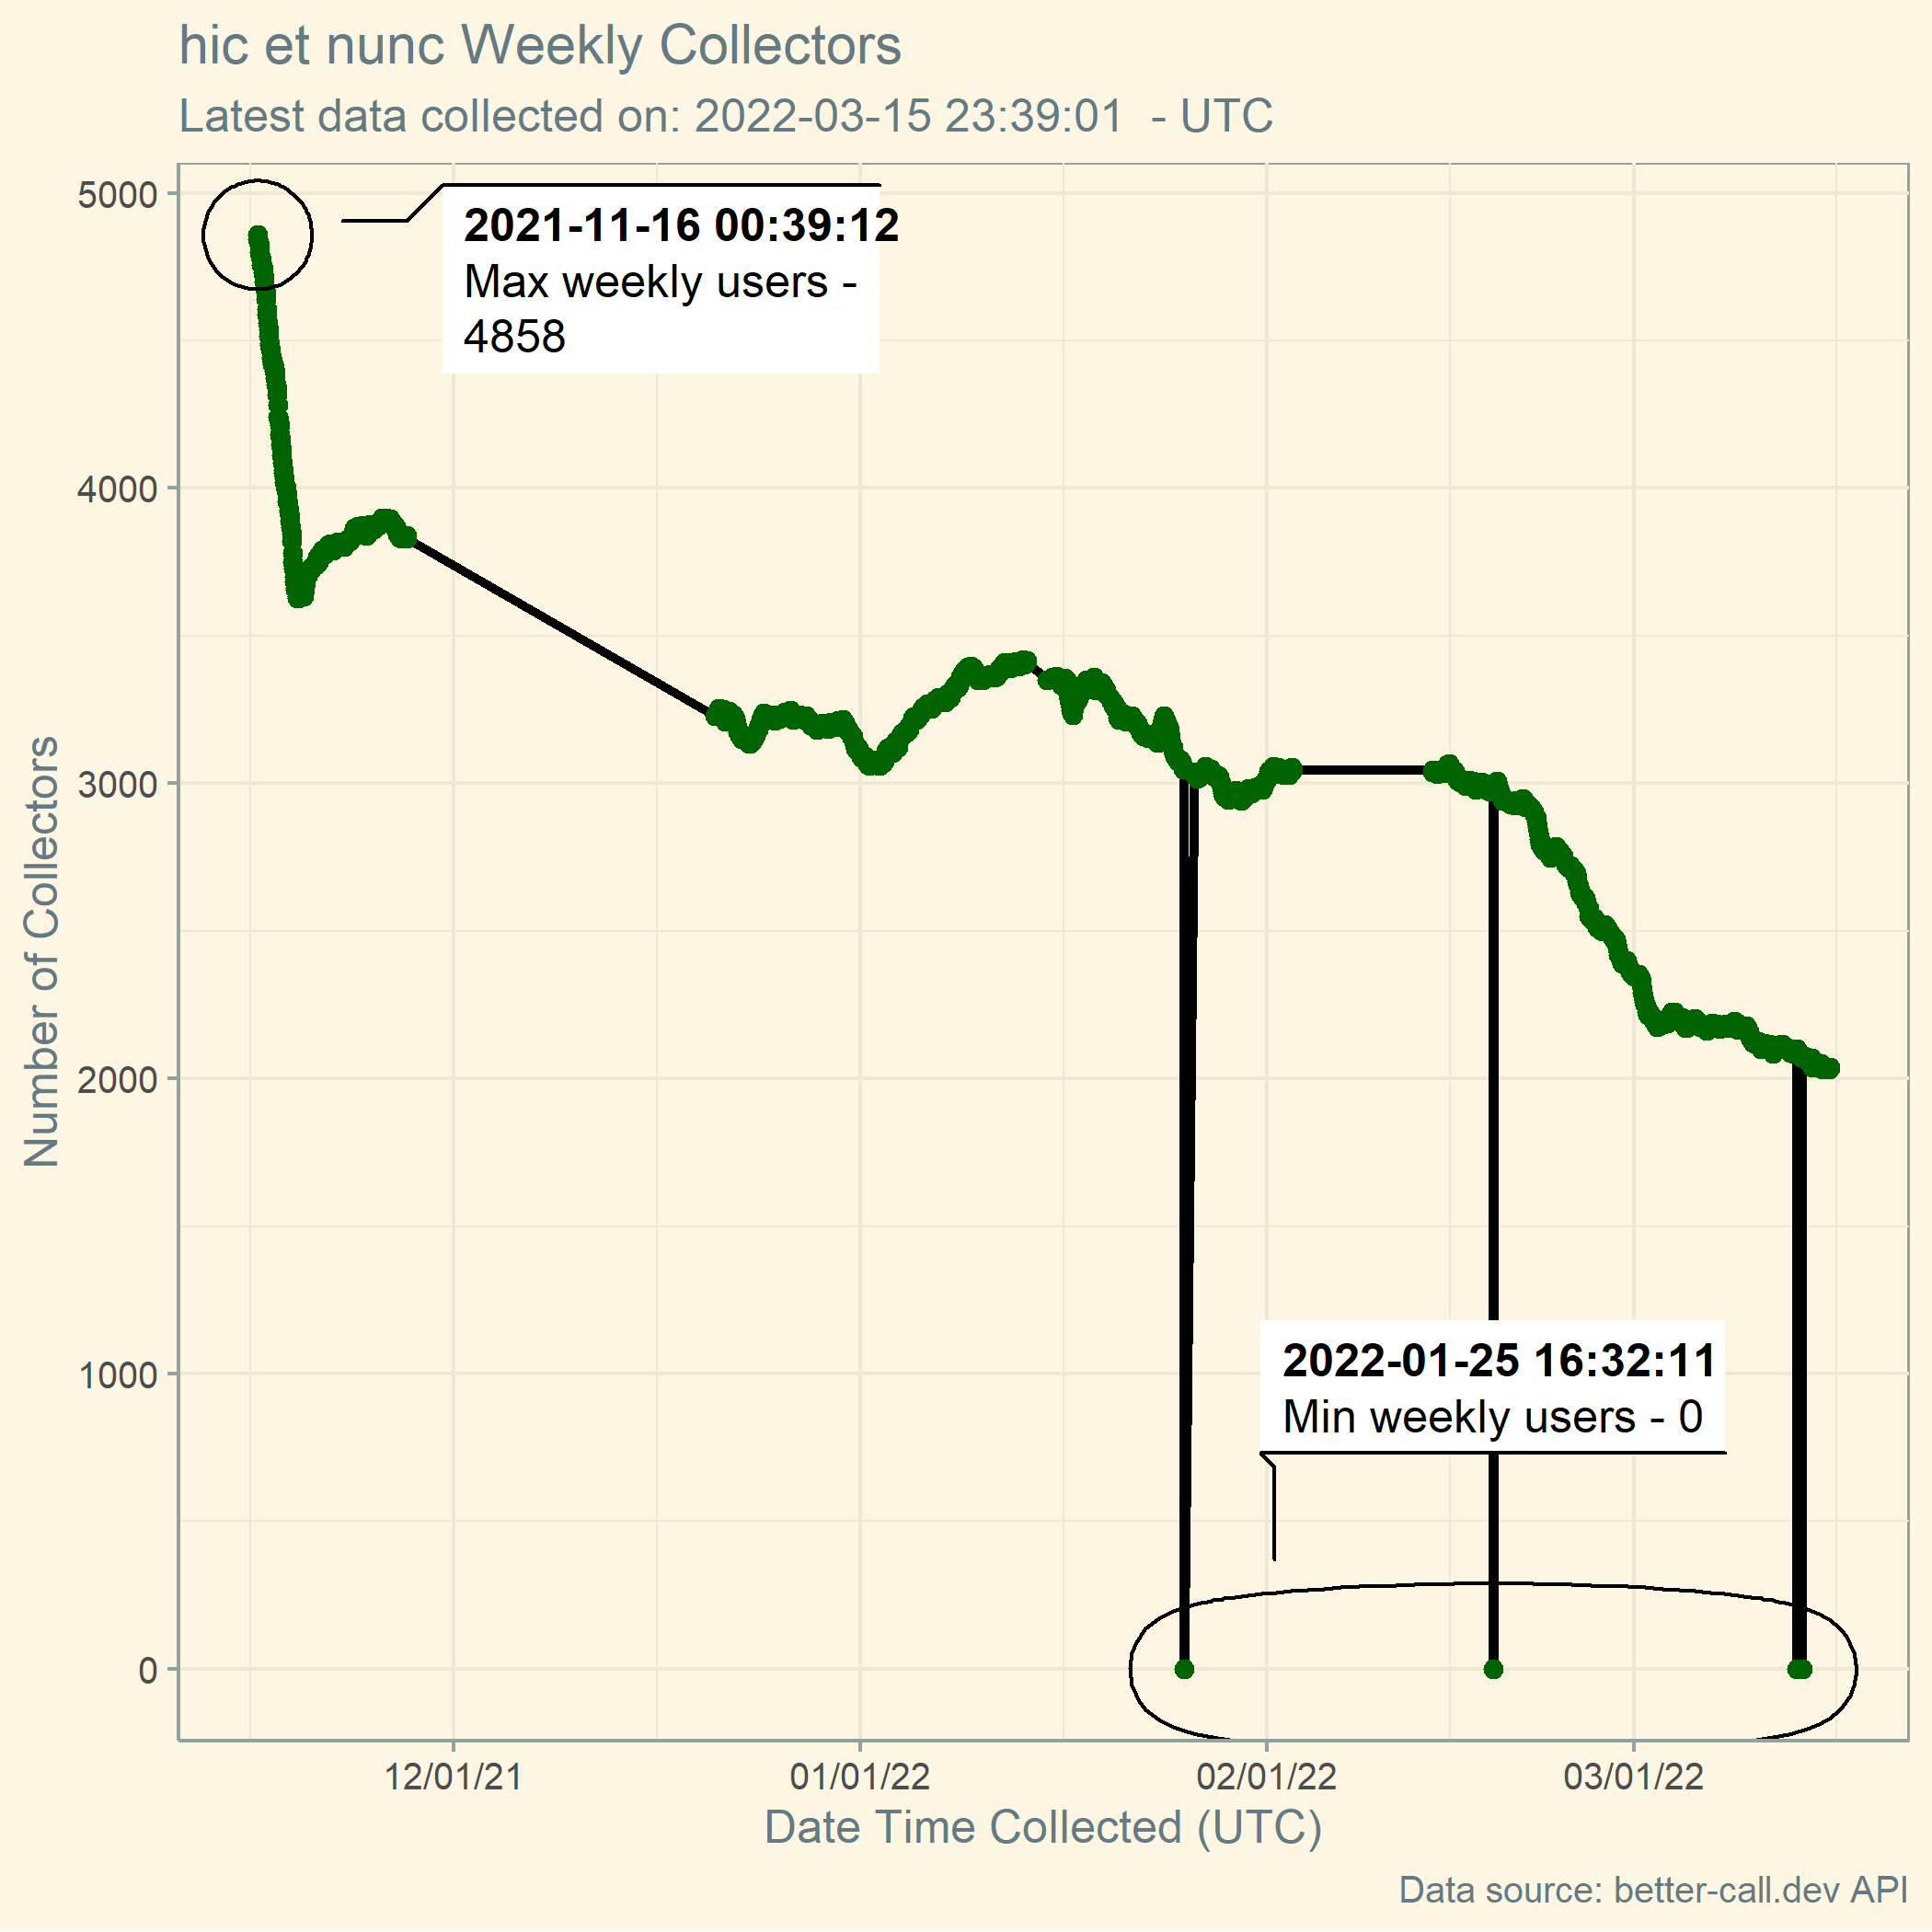 hic et nunc Weekly Collectors
Latest data collected on: 2022-03-15 23:39:01  - UTC
5000
4000
3000
2000
1000
0
Number of Collectors
2021-11-16 00:39:12
Max weekly users -
4858
2022-01-25 16:32:11
Min weekly users - 0
12/01/21
01/01/22
02/01/22
03/01/22
Date Time Collected (UTC)
Data source: better-call.dev API